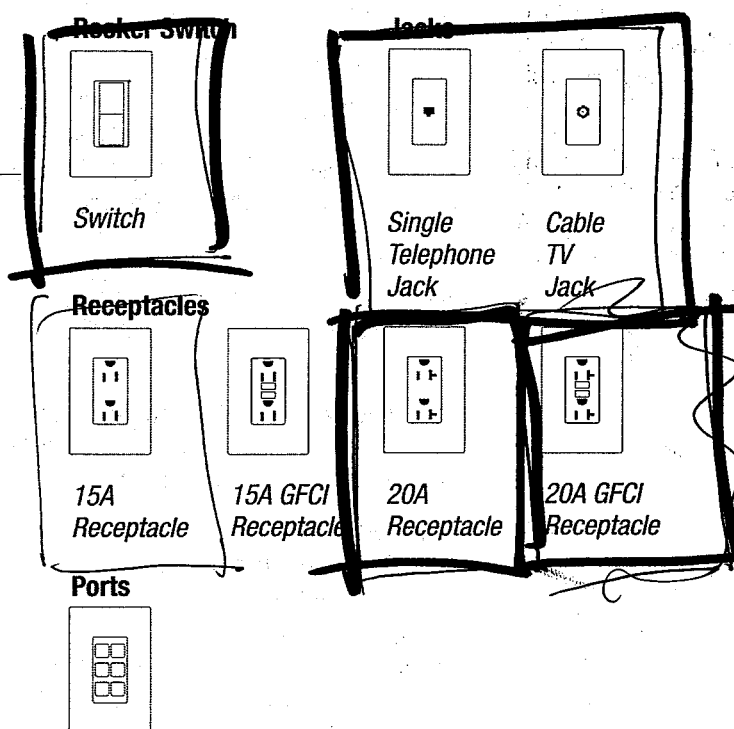 Rocker Switch
Jacks
Switch
Single
Telephone
Jack
Cable
TV
Jack
Receptacles
15A
Receptacle
15A GFCI
Receptacle
20A
Receptacle
20A GFCI
Receptacle
Ports